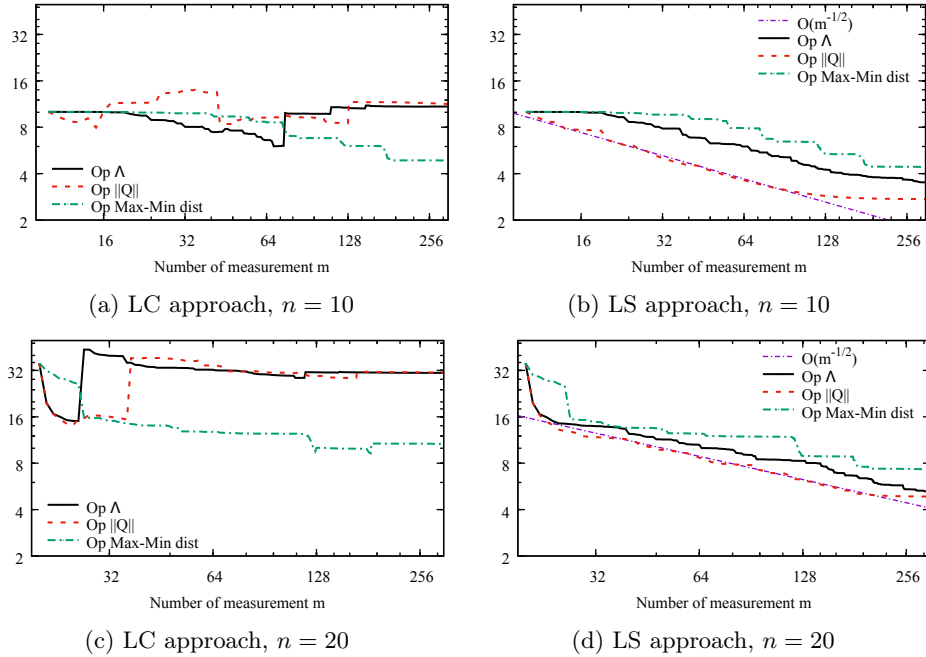 32
16
8
4
2
Op Λ
Op ||Q||
Op Max-Min dist
16 32 64 128 256
Number of measurement m
(a) LC approach, n = 10
32
16
8
4
2
O(m^{-1/2})
Op Λ
Op ||Q||
Op Max-Min dist
16 32 64 128 256
Number of measurement m
(b) LS approach, n = 10
32
16
8
4
2
Op Λ
Op ||Q||
Op Max-Min dist
32 64 128 256
Number of measurement m
(c) LC approach, n = 20
32
16
8
4
2
O(m^{-1/2})
Op Λ
Op ||Q||
Op Max-Min dist
32 64 128 256
Number of measurement m
(d) LS approach, n = 20